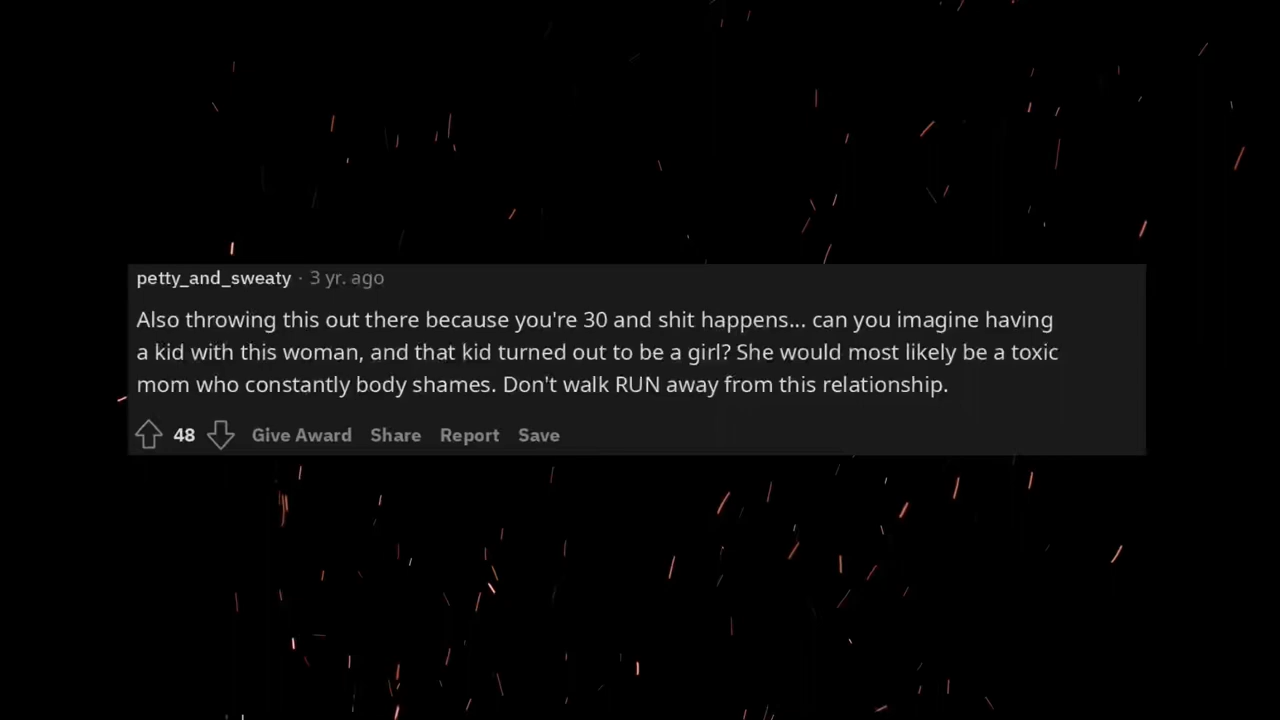 petty_and_sweaty · 3 yr. ago
Also throwing this out there because you're 30 and shit happens... can you imagine having
a kid with this woman, and that kid turned out to be a girl? She would most likely be a toxic
mom who constantly body shames. Don't walk RUN away from this relationship.
48 Give Award Share Report Save